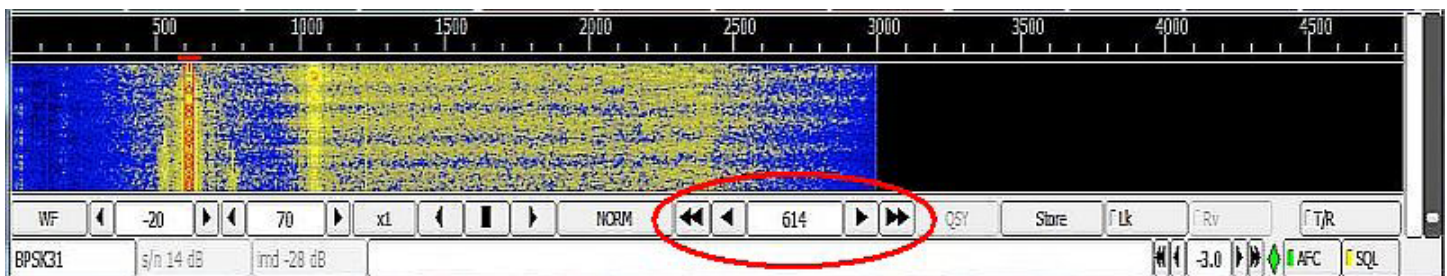 500 1000 1500 2000 2500 3000 3500 4000 4500
WF -20 70 x1 NORM 614 QSY Store Lk Rv T/R
BPSK31 s/n 14 dB imd -28 dB -3.0 AFC SQL